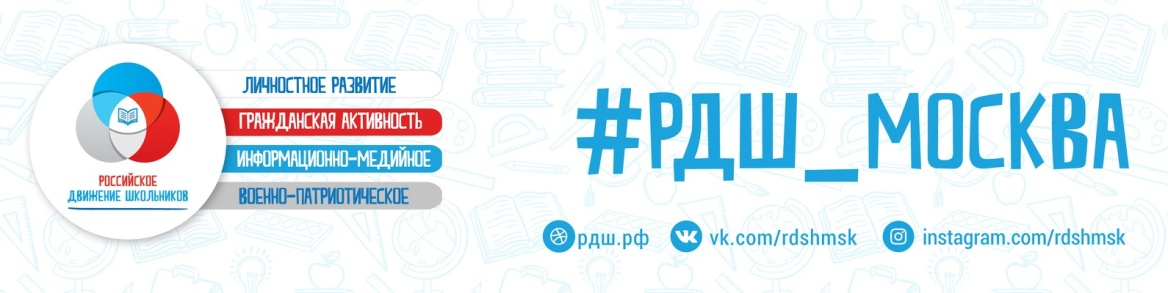 РОССИЙСКОЕ
ДВИЖЕНИЕ ШКОЛЬНИКОВ
ЛИЧНОСТНОЕ РАЗВИТИЕ
ГРАЖДАНСКАЯ АКТИВНОСТЬ
ИНФОРМАЦИОННО-МЕДИЙНОЕ
ВОЕННО-ПАТРИОТИЧЕСКОЕ
#РДШ_МОСКВА
рдш.рф vk.com/rdshmsk instagram.com/rdshmsk